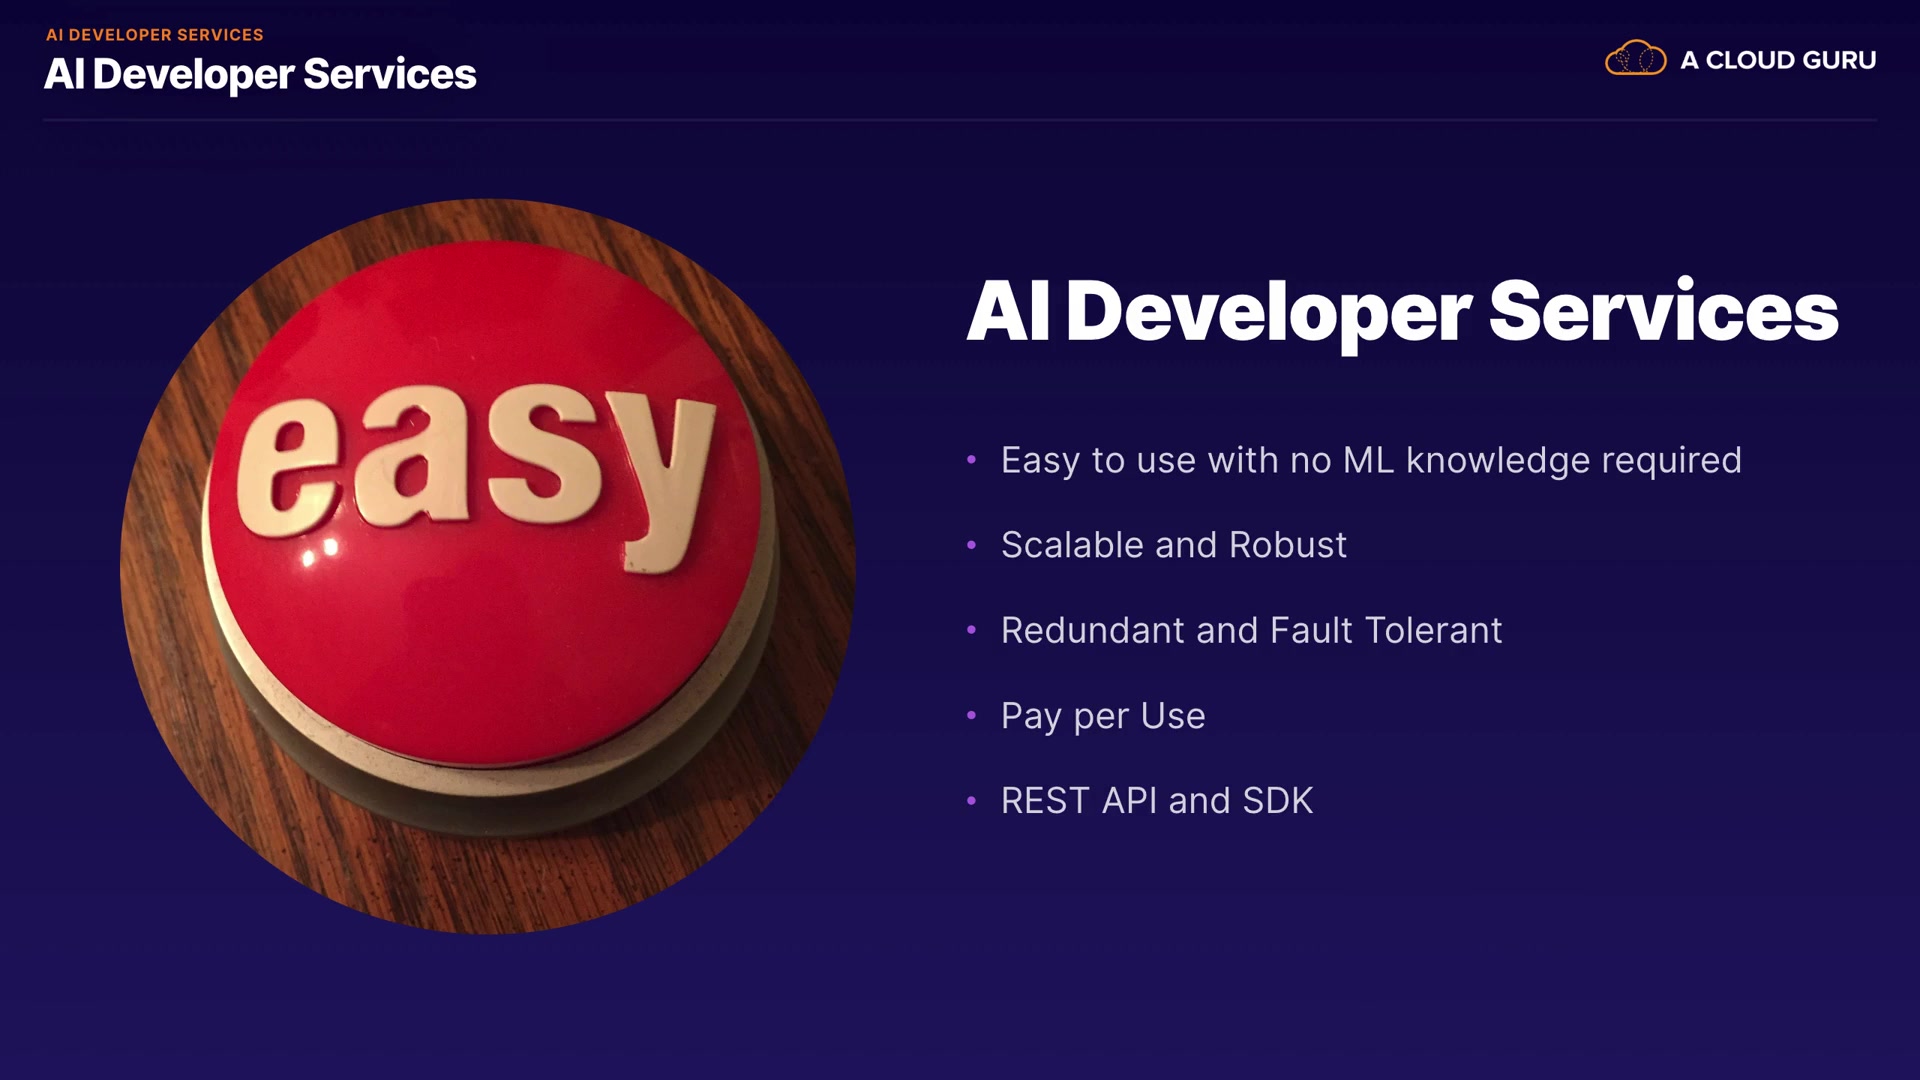 AI DEVELOPER SERVICES
AI Developer Services
A CLOUD GURU
easy
AI Developer Services
• Easy to use with no ML knowledge required
• Scalable and Robust
• Redundant and Fault Tolerant
• Pay per Use
• REST API and SDK